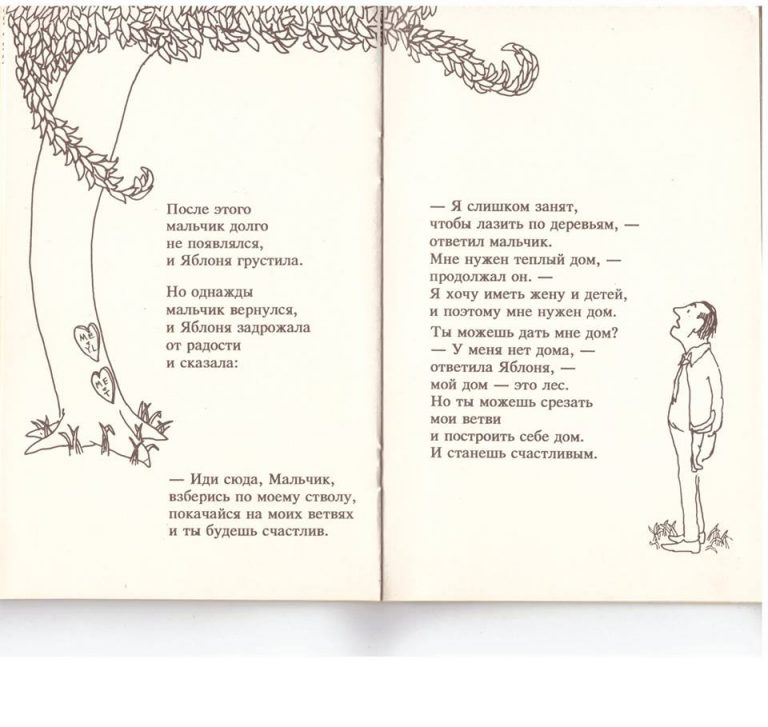 После этого
мальчик долго
не появлялся,
и Яблоня грустила.
Но однажды
мальчик вернулся,
и Яблоня задрожала
от радости
и сказала:
ME
YL
ME
T
— Иди сюда, Мальчик,
взберись по моему стволу,
покачайся на моих ветвях
и ты будешь счастлив.
— Я слишком занят,
чтобы лазить по деревьям, —
ответил мальчик.
Мне нужен теплый дом, —
продолжал он. —
Я хочу иметь жену и детей,
и поэтому мне нужен дом.
Ты можешь дать мне дом?
— У меня нет дома, —
ответила Яблоня, —
мой дом — это лес.
Но ты можешь срезать
мои ветви
и построить себе дом.
И станешь счастливым.